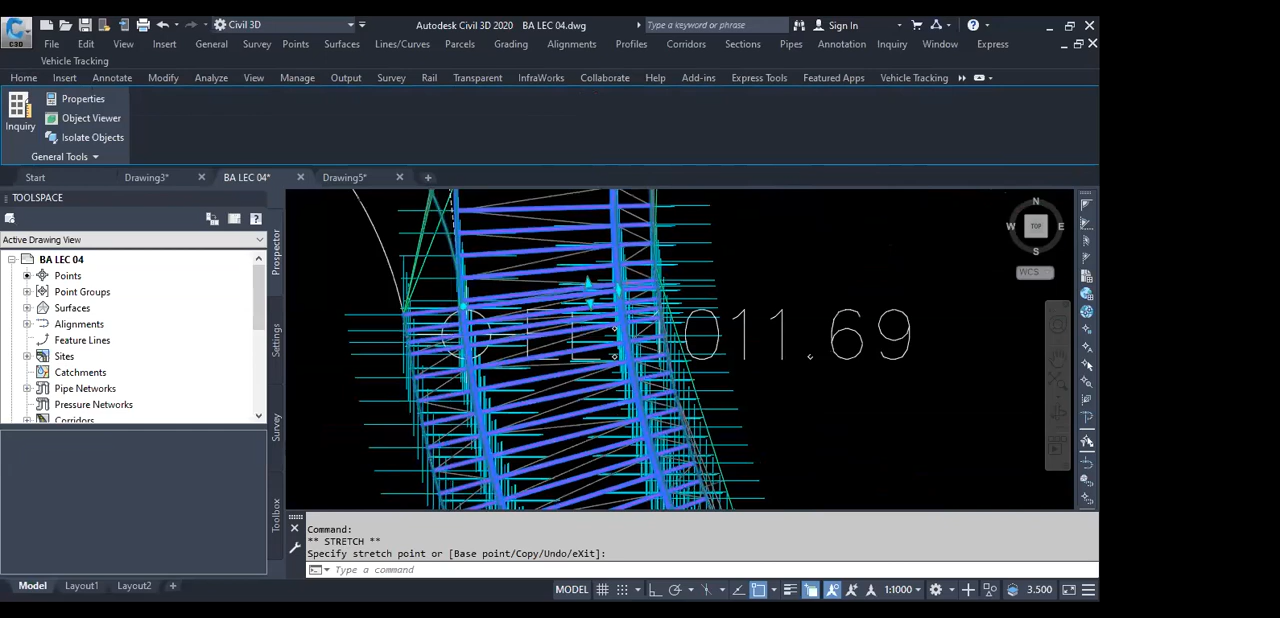 Civil 3D
Autodesk Civil 3D 2020 BA LEC 04.dwg
Type a keyword or phrase
Sign In
C3D
File Edit View Insert General Survey Points Surfaces Lines/Curves Parcels Grading Alignments Profiles Corridors Sections Pipes Annotation Inquiry Window Express
Vehicle Tracking
Home Insert Annotate Modify Analyze View Manage Output Survey Rail Transparent InfraWorks Collaborate Help Add-ins Express Tools Featured Apps Vehicle Tracking
Inquiry
Properties
Object Viewer
Isolate Objects
General Tools
Start Drawing3* BA LEC 04* Drawing5*
TOOLSPACE
Active Drawing View
BA LEC 04
Points
Point Groups
Surfaces
Alignments
Feature Lines
Sites
Catchments
Pipe Networks
Pressure Networks
Corridors
Prospector
Settings
Survey
Toolbox
N
W TOP E
S
WCS
011.69
Command:
** STRETCH **
Specify stretch point or [Base point/Copy/Undo/eXit]:
Type a command
Model Layout1 Layout2
MODEL 1:1000 3.500